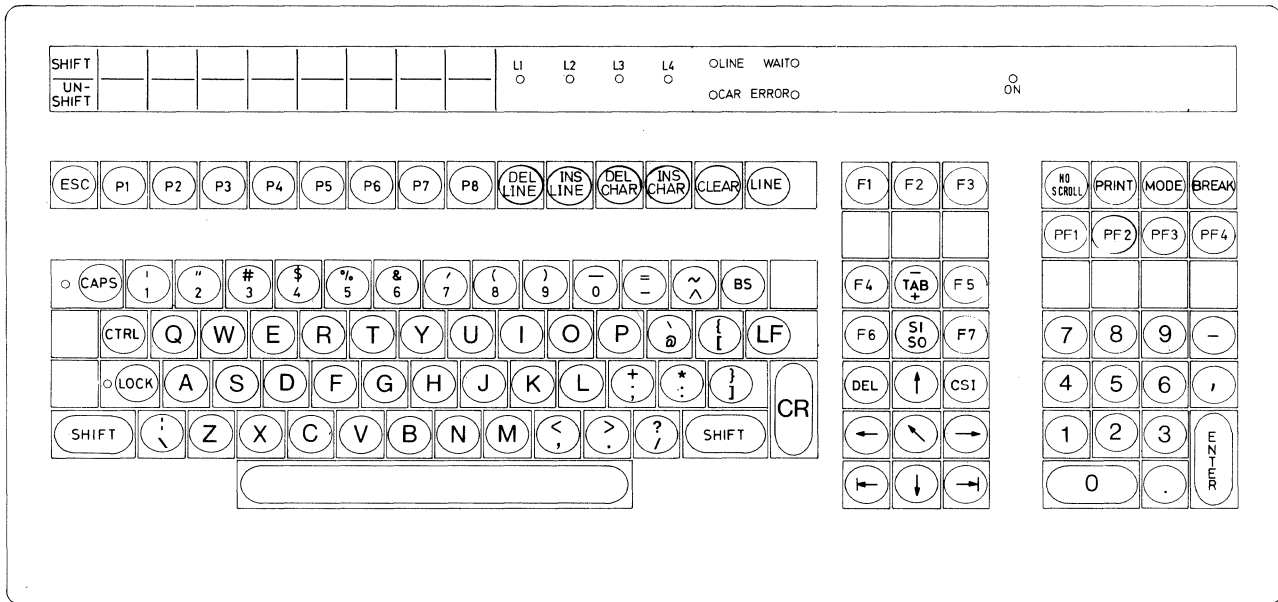 SHIFT L1 L2 L3 L4 LINE WAIT
UN-
SHIFT CAR ERROR ON
ESC P1 P2 P3 P4 P5 P6 P7 P8 DEL LINE INS LINE DEL CHAR INS CHAR CLEAR LINE F1 F2 F3 NO SCROLL PRINT MODE BREAK
PF1 PF2 PF3 PF4
CAPS ! 1 " 2 # 3 $ 4 % 5 & 6 ' 7 ( 8 ) 9 _ 0 = - ~ ^ BS F4 − TAB + F5
CTRL Q W E R T Y U I O P ` @ { [ LF F6 SI SO F7 7 8 9 -
LOCK A S D F G H J K L + ; * : } ] DEL ↑ CSI 4 5 6 ,
SHIFT ¦ \ Z X C V B N M < , > . ? / SHIFT CR ← ↖ → 1 2 3 ENTER
⇤ ↓ ⇥ 0 .